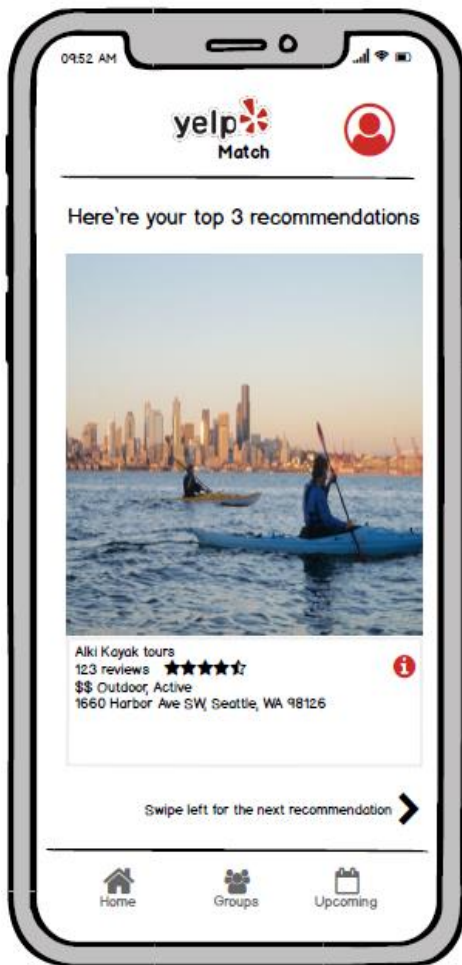 09:52 AM
yelp
Match
Here're your top 3 recommendations
Alki Kayak tours
123 reviews
$$ Outdoor, Active
1660 Harbor Ave SW, Seattle, WA 98126
Swipe left for the next recommendation
Home
Groups
Upcoming